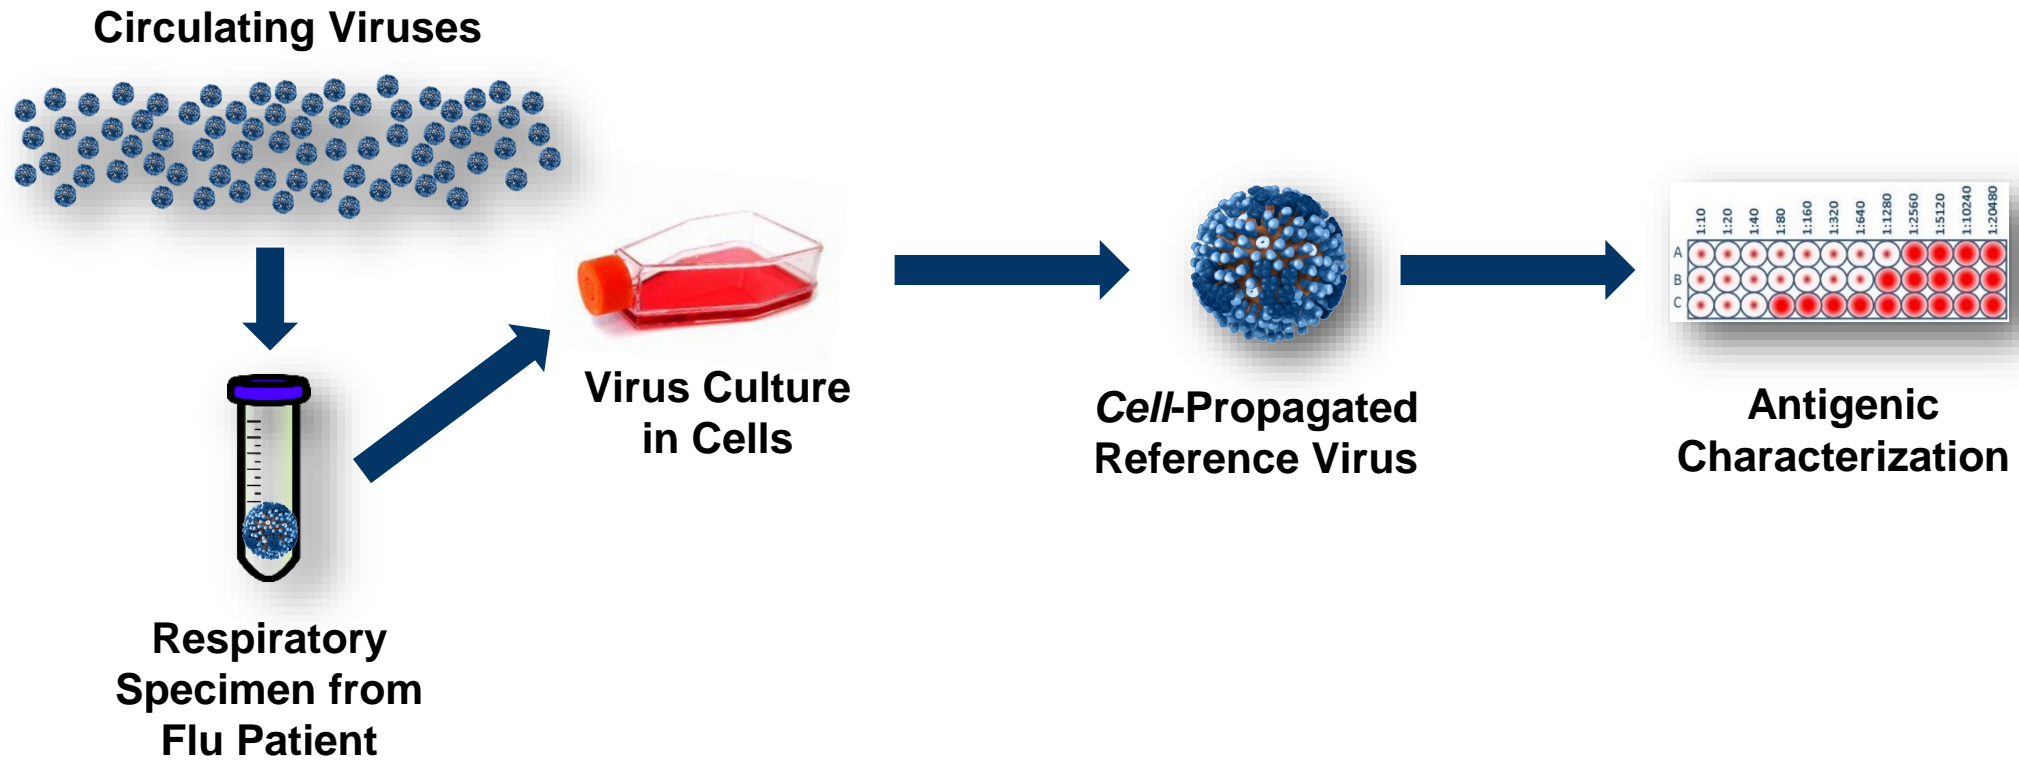 Circulating Viruses
Respiratory
Specimen from
Flu Patient
Virus Culture
in Cells
Cell-Propagated
Reference Virus
1:10
1:20
1:40
1:80
1:160
1:320
1:640
1:1280
1:2560
1:5120
1:10240
1:20480
A
B
C
Antigenic
Characterization